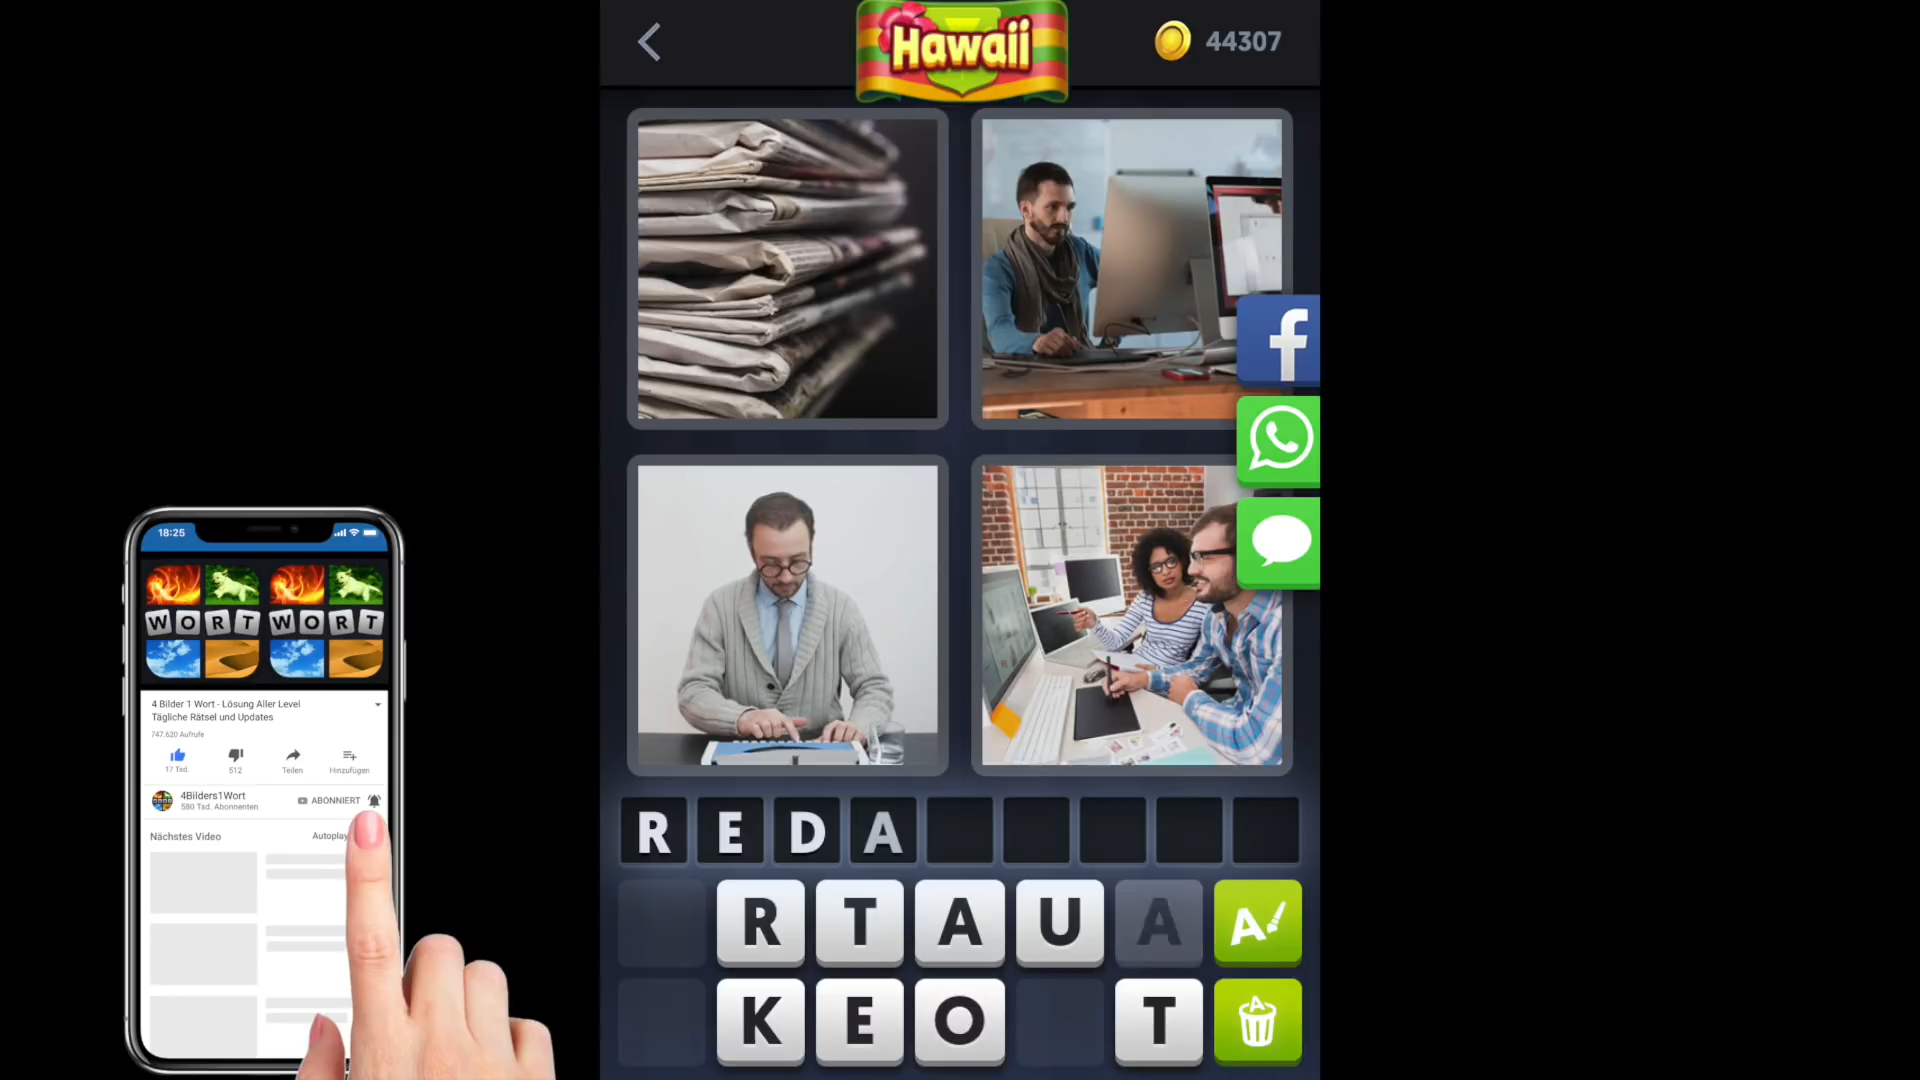 Hawaii
44307
18:25
WORT WORT
4 Bilder 1 Wort - Lösung Aller Level
Tägliche Rätsel und Updates
747.620 Aufrufe
17 Tsd. 512 Teilen Hinzufügen
4Bilders1Wort
580 Tsd. Abonnenten
ABONNIERT
Nächstes Video Autoplay
R E D A
R T A U A A
K E O T A